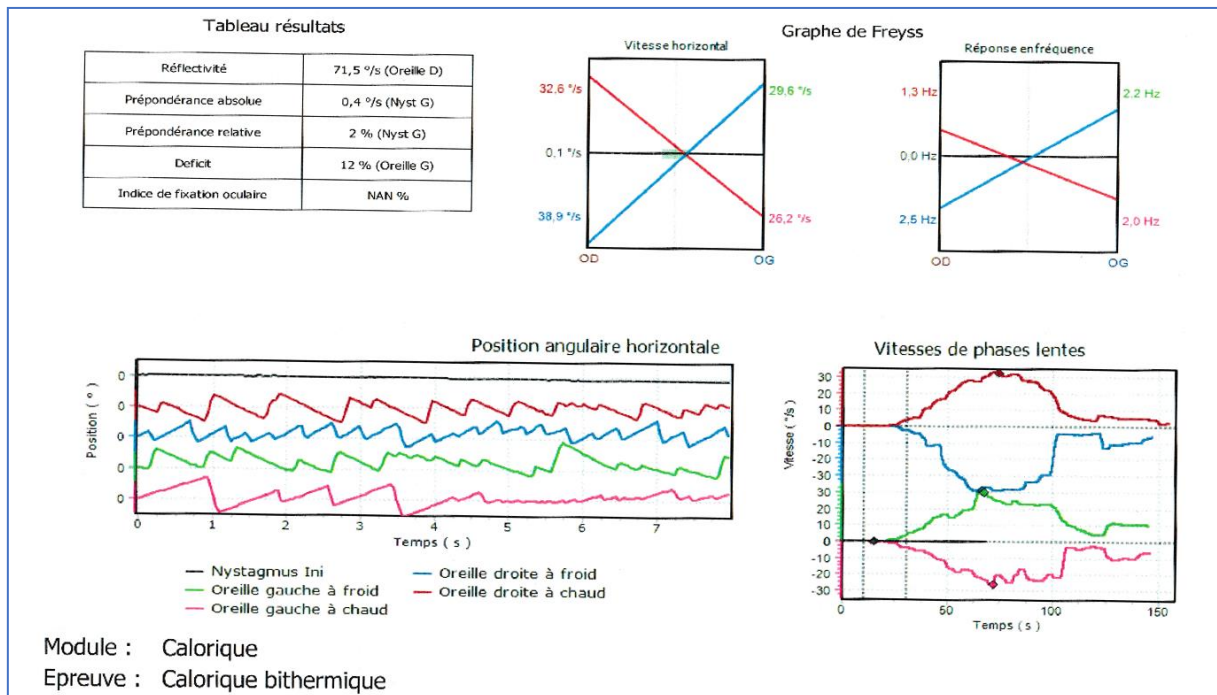 Tableau résultats
Réflectivité 71,5 °/s (Oreille D)
Prépondérance absolue 0,4 °/s (Nyst G)
Prépondérance relative 2 % (Nyst G)
Deficit 12 % (Oreille G)
Indice de fixation oculaire NAN %
Graphe de Freyss
Vitesse horizontal
32,6 °/s 29,6 °/s
0.1 °/s
38,9 °/s 26,2 °/s
OD OG
Réponse enfréquence
1,3 Hz 2.2 Hz
0,0 Hz
2,5 Hz 2,0 Hz
OD OG
Position angulaire horizontale
Position ( ° )
0
0
0
0
0
0 1 2 3 4 5 6 7
Temps ( s )
Nystagmus Ini
Oreille gauche à froid
Oreille gauche à chaud
Oreille droite à froid
Oreille droite à chaud
Vitesses de phases lentes
Vitesse ( °/s )
30
20
10
0
-10
-20
30
20
10
0
-10
-20
-30
0 50 100 150
Temps ( s )
Module : Calorique
Epreuve : Calorique bithermique